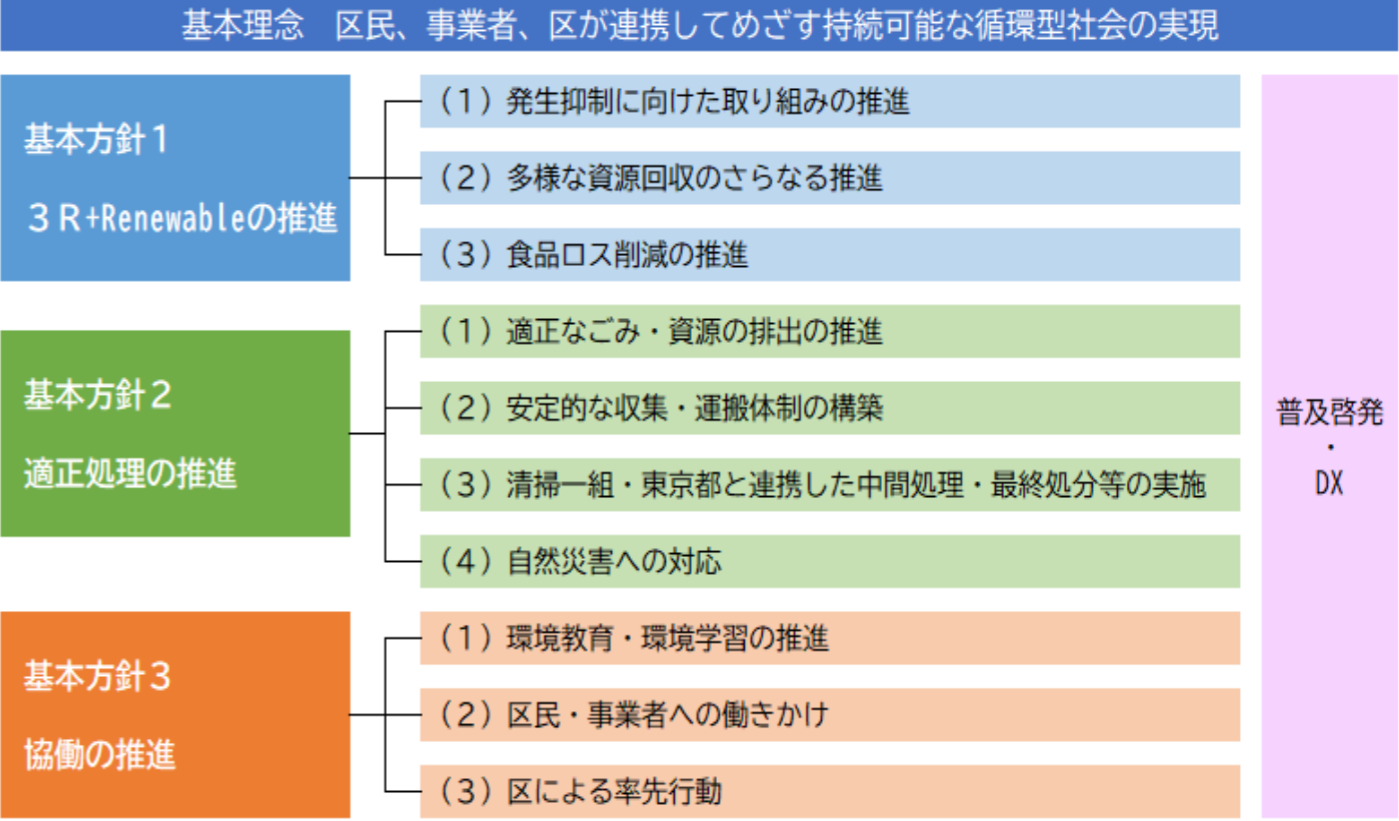 基本理念　区民、事業者、区が連携してめざす持続可能な循環型社会の実現
基本方針１
３Ｒ+Renewableの推進
（１）発生抑制に向けた取り組みの推進
（２）多様な資源回収のさらなる推進
（３）食品ロス削減の推進
基本方針２
適正処理の推進
（１）適正なごみ・資源の排出の推進
（２）安定的な収集・運搬体制の構築
（３）清掃一組・東京都と連携した中間処理・最終処分等の実施
（４）自然災害への対応
基本方針３
協働の推進
（１）環境教育・環境学習の推進
（２）区民・事業者への働きかけ
（３）区による率先行動
普及啓発
・
DX